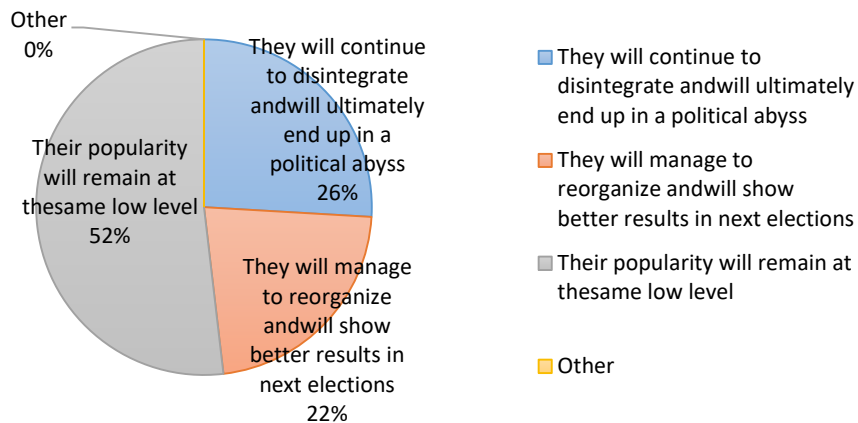 Other
0%
They will continue
to disintegrate
andwill ultimately
end up in a
political abyss
26%
Their popularity
will remain at
thesame low level
52%
They will manage
to reorganize
andwill show
better results in
next elections
22%
They will continue to
disintegrate andwill ultimately
end up in a political abyss
They will manage to
reorganize andwill show
better results in next elections
Their popularity will remain at
thesame low level
Other